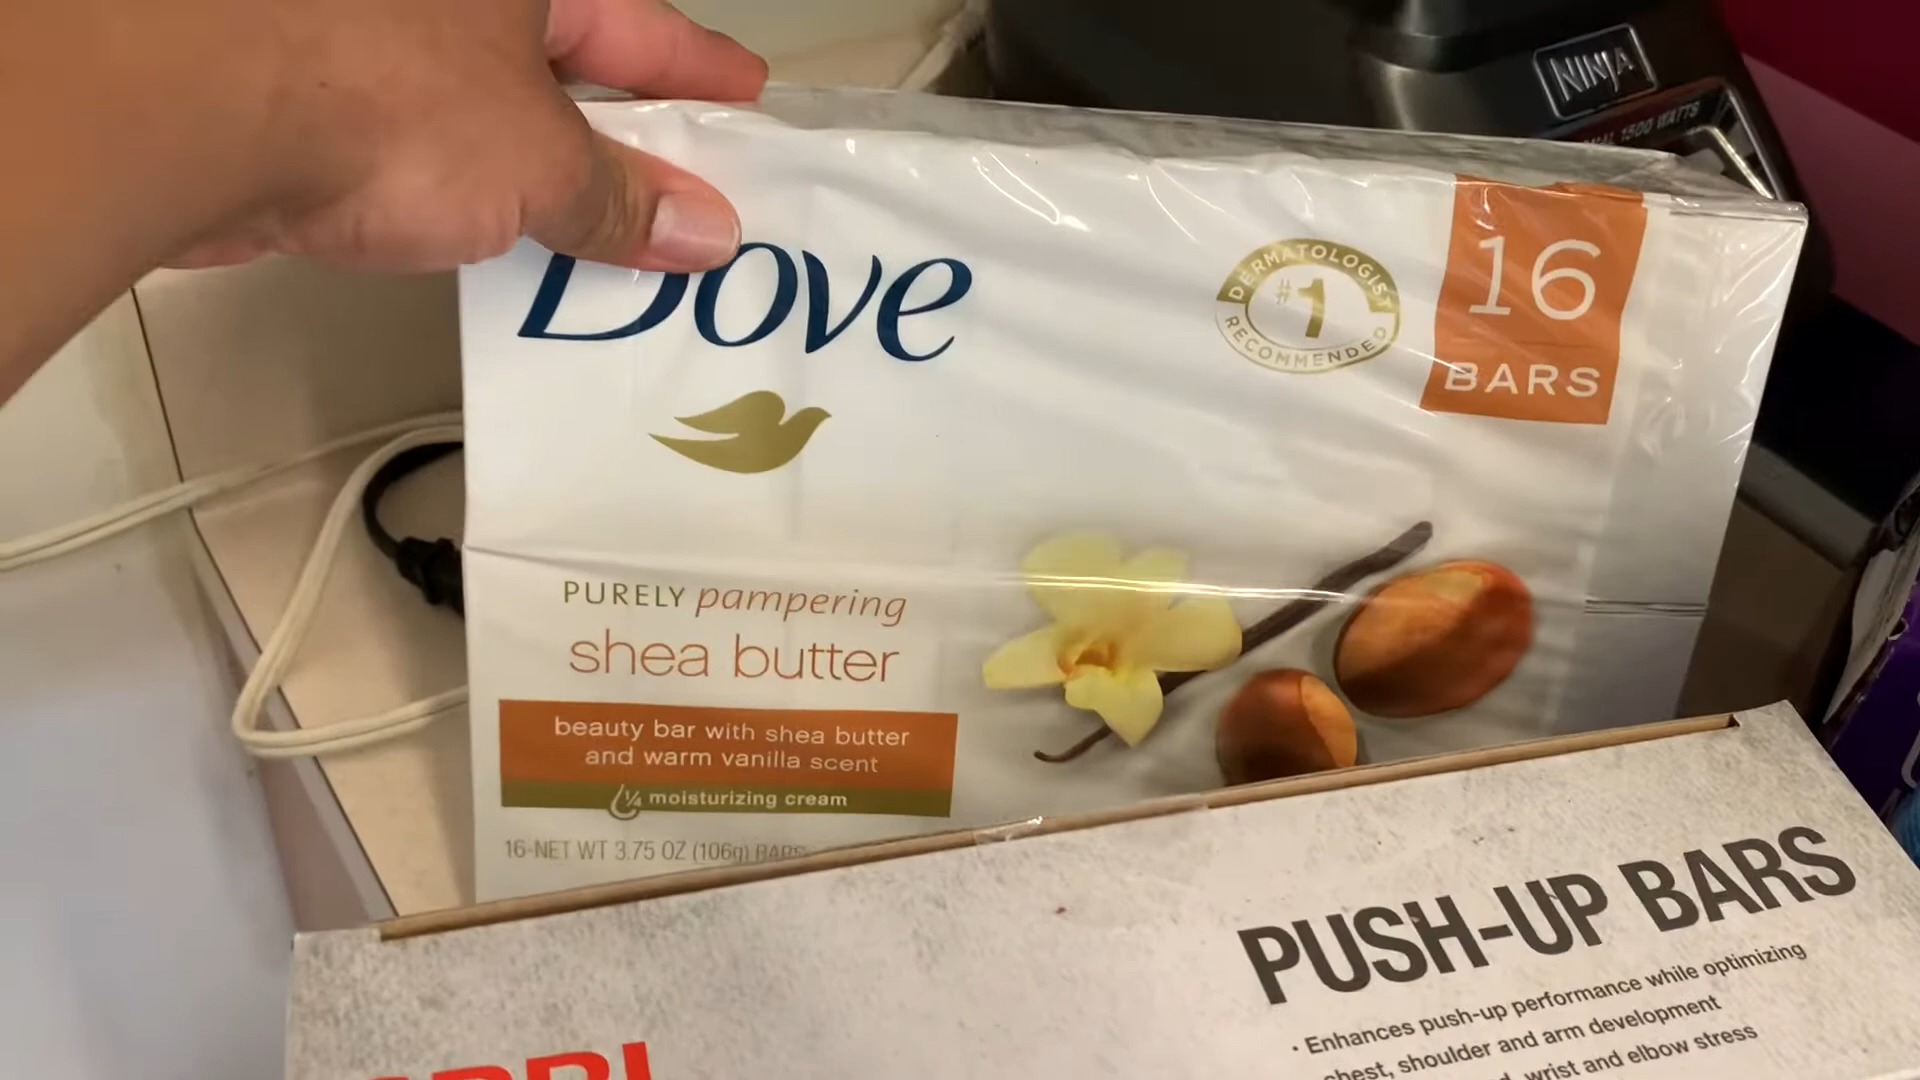 NINJA
1500 WATTS
Dove
DERMATOLOGIST
#1
RECOMMENDED
16
BARS
PURELY pampering
shea butter
beauty bar with shea butter
and warm vanilla scent
1/4 moisturizing cream
16-NET WT 3.75 OZ (106g) BARS
PUSH-UP BARS
• Enhances push-up performance while optimizing
chest, shoulder and arm development
wrist and elbow stress